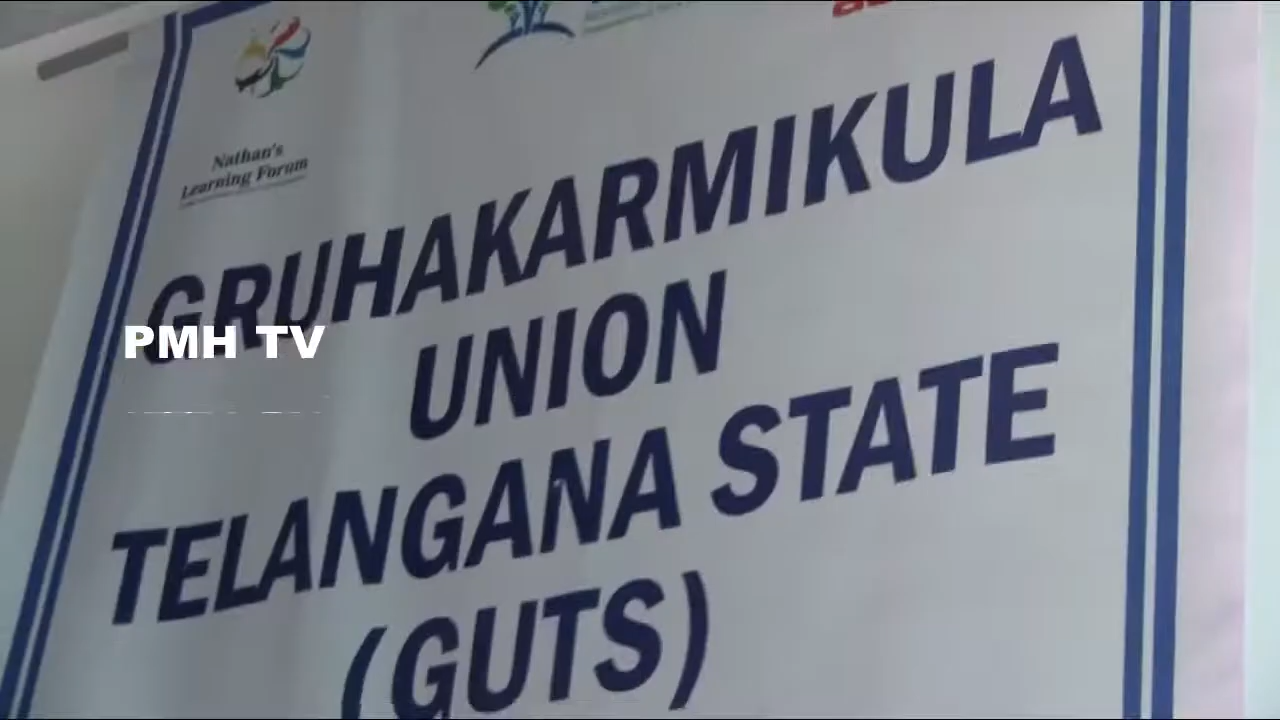 Nathan's
Learning Forum
GRUHAKARMIKULA
PMH TV
UNION
TELANGANA STATE
(GUTS)